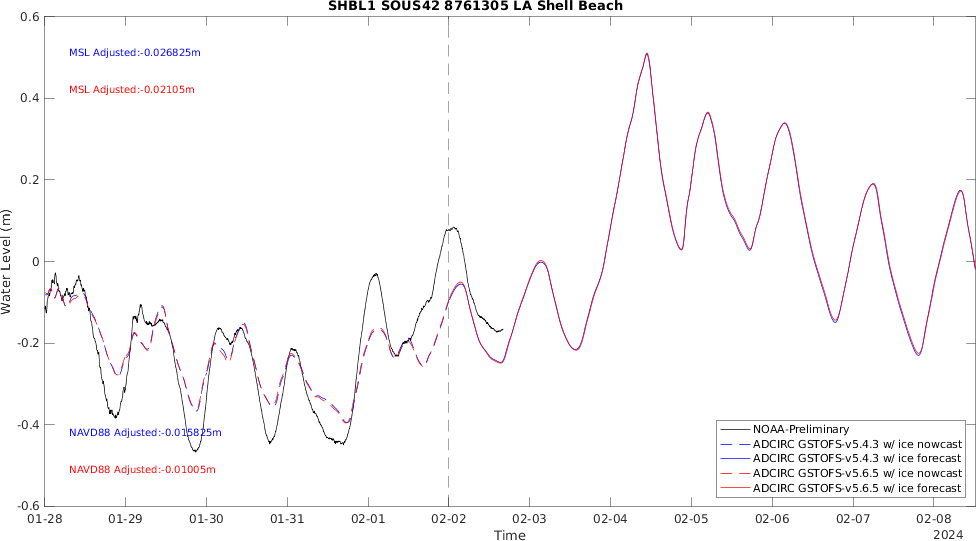 SHBL1 SOUS42 8761305 LA Shell Beach
0.6
MSL Adjusted:-0.026825m
MSL Adjusted:-0.02105m
0.4
0.2
0
-0.2
-0.4
-0.6
Water Level (m)
NAVD88 Adjusted:-0.015825m
NAVD88 Adjusted:-0.01005m
NOAA-Preliminary
ADCIRC GSTOFS-v5.4.3 w/ ice nowcast
ADCIRC GSTOFS-v5.4.3 w/ ice forecast
ADCIRC GSTOFS-v5.6.5 w/ ice nowcast
ADCIRC GSTOFS-v5.6.5 w/ ice forecast
01-28 01-29 01-30 01-31 02-01 02-02 02-03 02-04 02-05 02-06 02-07 02-08
Time
2024